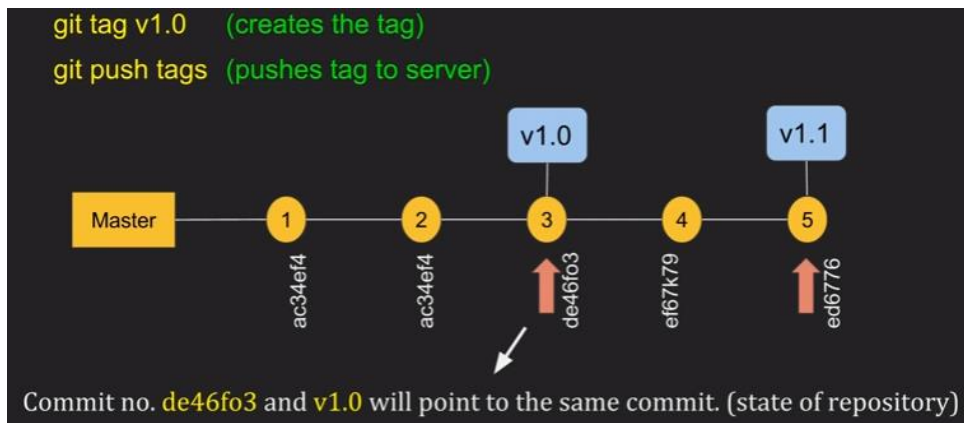 git tag v1.0 (creates the tag)
git push tags (pushes tag to server)
v1.0
v1.1
Master
1
2
3
4
5
ac34ef4
ac34ef4
de46fo3
ef67k79
ed6776
Commit no. de46fo3 and v1.0 will point to the same commit. (state of repository)